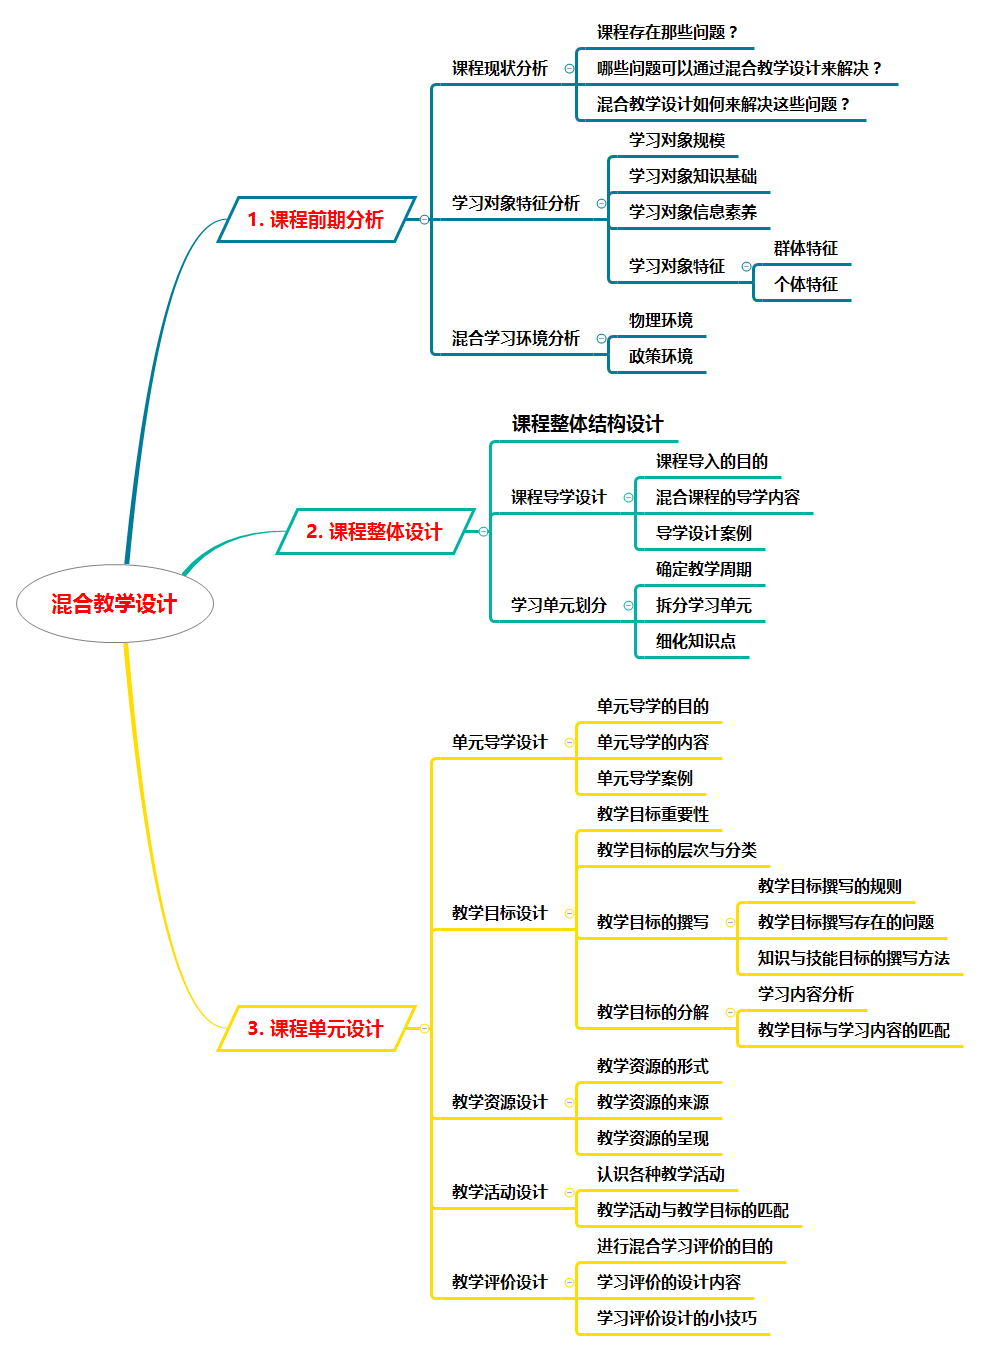 混合教学设计
1. 课程前期分析
课程现状分析
课程存在那些问题？
哪些问题可以通过混合教学设计来解决？
混合教学设计如何来解决这些问题？
学习对象特征分析
学习对象规模
学习对象知识基础
学习对象信息素养
学习对象特征
群体特征
个体特征
混合学习环境分析
物理环境
政策环境
2. 课程整体设计
课程整体结构设计
课程导学设计
课程导入的目的
混合课程的导学内容
导学设计案例
学习单元划分
确定教学周期
拆分学习单元
细化知识点
3. 课程单元设计
单元导学设计
单元导学的目的
单元导学的内容
单元导学案例
教学目标设计
教学目标重要性
教学目标的层次与分类
教学目标的撰写
教学目标撰写的规则
教学目标撰写存在的问题
知识与技能目标的撰写方法
教学目标的分解
学习内容分析
教学目标与学习内容的匹配
教学资源设计
教学资源的形式
教学资源的来源
教学资源的呈现
教学活动设计
认识各种教学活动
教学活动与教学目标的匹配
教学评价设计
进行混合学习评价的目的
学习评价的设计内容
学习评价设计的小技巧